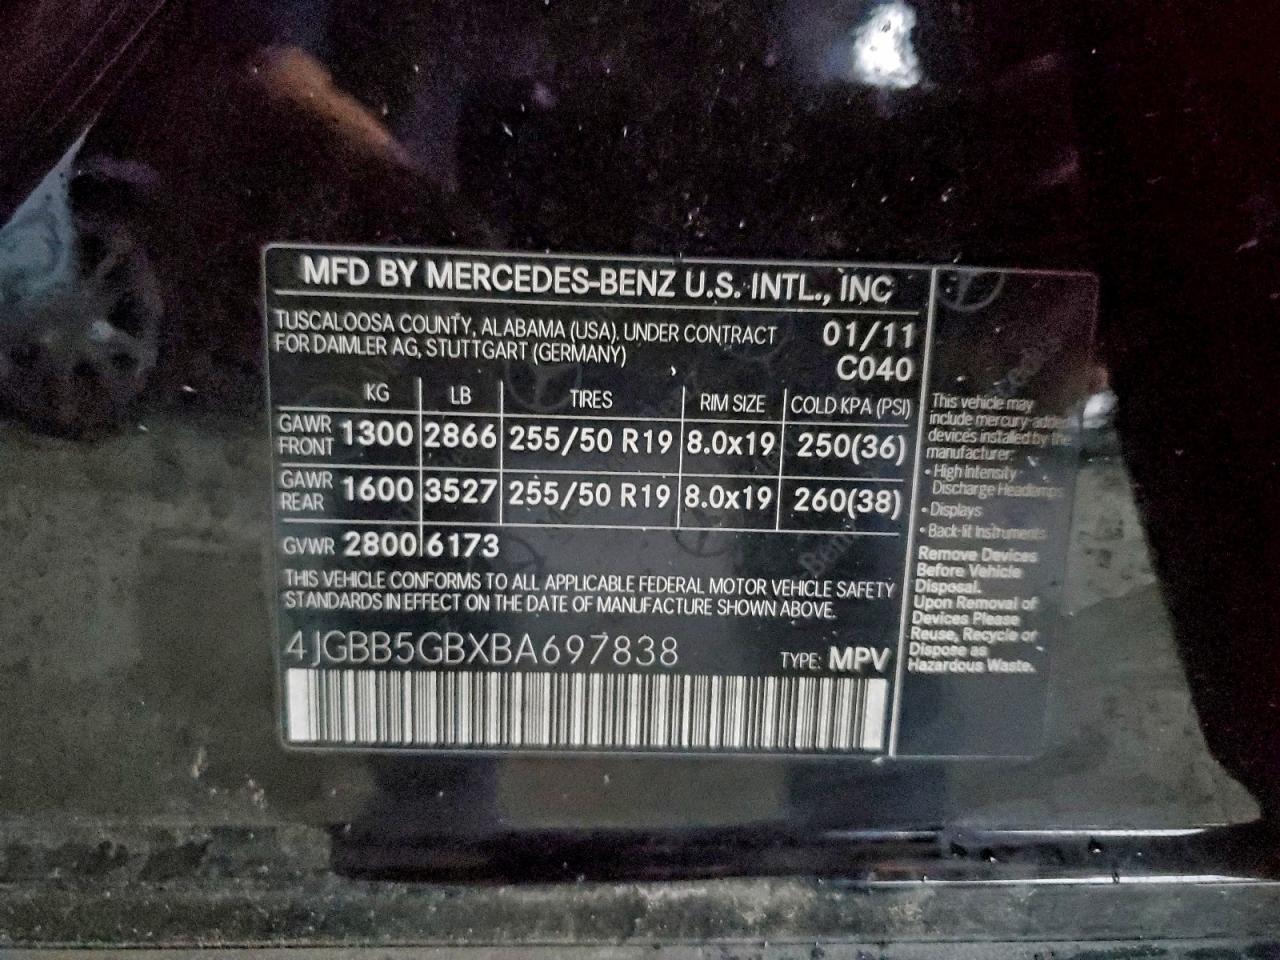 MFD BY MERCEDES-BENZ U.S. INTL., INC
TUSCALOOSA COUNTY, ALABAMA (USA), UNDER CONTRACT
FOR DAIMLER AG, STUTTGART (GERMANY)
01/11
C040
KG LB TIRES RIM SIZE COLD KPA (PSI)
GAWR FRONT 1300 2866 255/50 R19 8.0x19 250(36)
GAWR REAR 1600 3527 255/50 R19 8.0x19 260(38)
GVWR 2800 6173
THIS VEHICLE CONFORMS TO ALL APPLICABLE FEDERAL MOTOR VEHICLE SAFETY
STANDARDS IN EFFECT ON THE DATE OF MANUFACTURE SHOWN ABOVE.
4JGBB5GBXBA697838 TYPE: MPV
This vehicle may
include mercury-added
devices installed by the
manufacturer:
• High Intensity
Discharge Headlamps
• Displays
• Back-lit Instruments
Remove Devices
Before Vehicle
Disposal.
Upon Removal of
Devices Please
Reuse, Recycle or
Dispose as
Hazardous Waste.